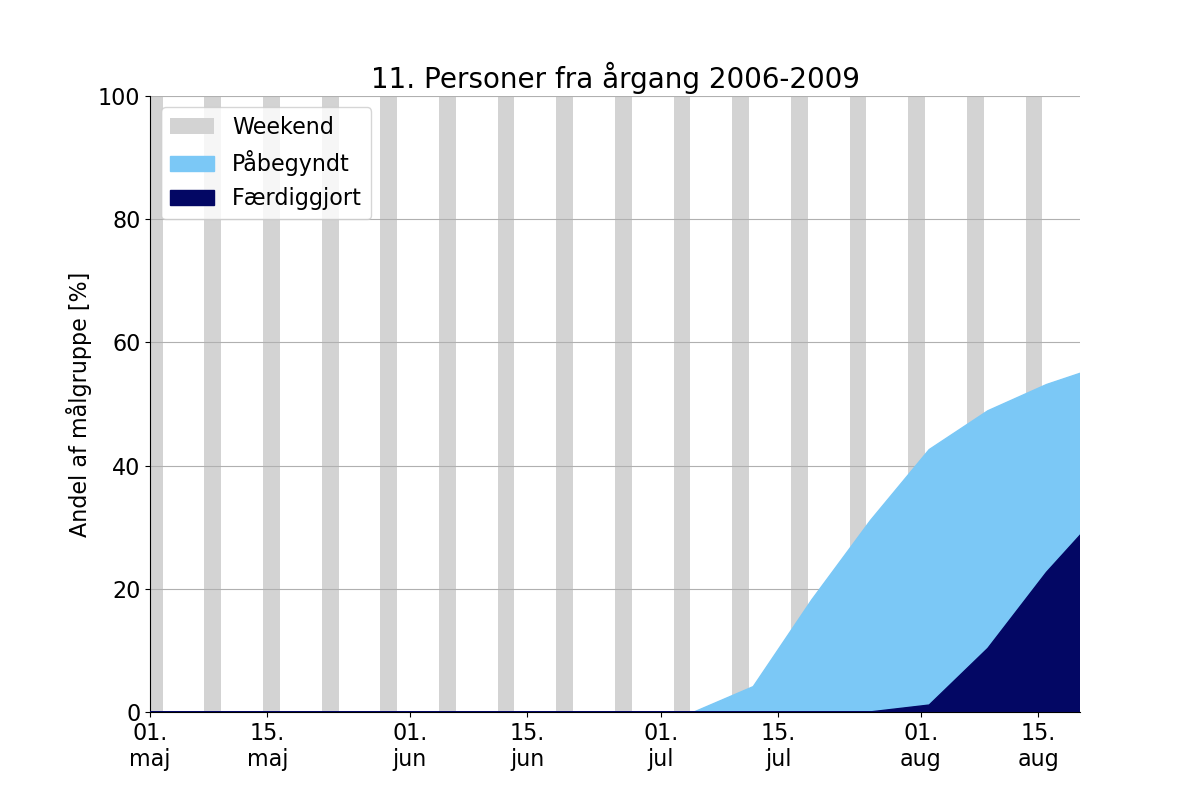 11. Personer fra årgang 2006-2009
Weekend
Påbegyndt
Færdiggjort
Andel af målgruppe [%]
100
80
60
40
20
0
01. 15. 01. 15. 01. 15. 01. 15.
maj maj jun jun jul jul aug aug